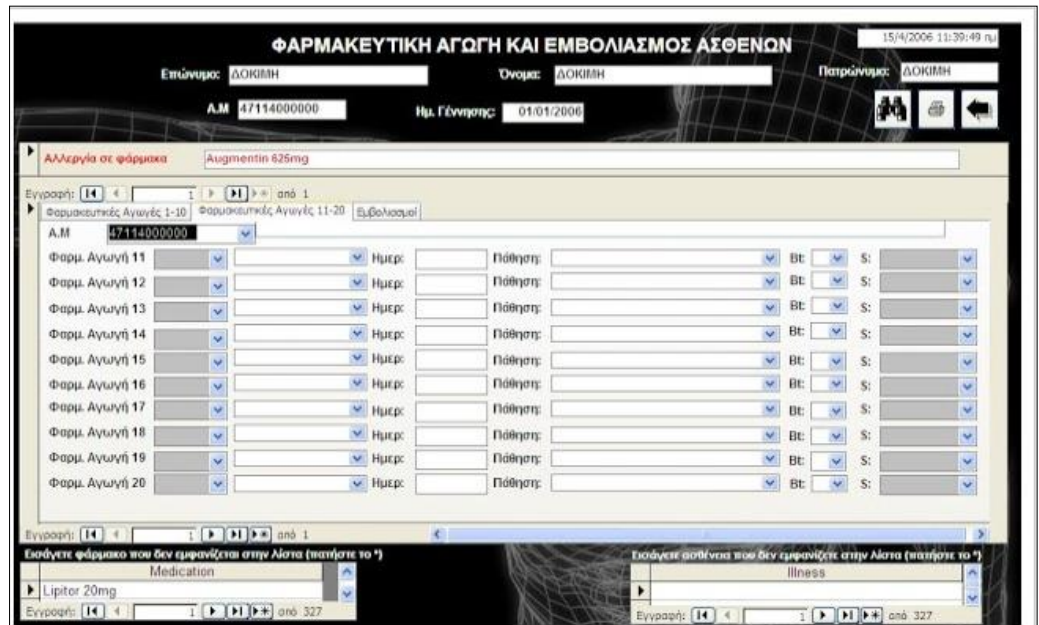 ΦΑΡΜΑΚΕΥΤΙΚΗ ΑΓΩΓΗ ΚΑΙ ΕΜΒΟΛΙΑΣΜΟΣ ΑΣΘΕΝΩΝ
15/4/2006 11:39:49 πμ
Επώνυμο: ΔΟΚΙΜΗ Όνομα: ΔΟΚΙΜΗ Πατρώνυμο: ΔΟΚΙΜΗ
Α.Μ 47114000000 Ημ. Γέννησης: 01/01/2006
Αλλεργία σε φάρμακα Augmentin 625mg
Εγγραφή: 1 από 1
Φαρμακευτικές Αγωγές 1-10 Φαρμακευτικές Αγωγές 11-20 Εμβολιασμοί
Α.Μ 47114000000
Φαρμ. Αγωγή 11 Ημερ: Πάθηση: Bt: S:
Φαρμ. Αγωγή 12 Ημερ: Πάθηση: Bt: S:
Φαρμ. Αγωγή 13 Ημερ: Πάθηση: Bt: S:
Φαρμ. Αγωγή 14 Ημερ: Πάθηση: Bt: S:
Φαρμ. Αγωγή 15 Ημερ: Πάθηση: Bt: S:
Φαρμ. Αγωγή 16 Ημερ: Πάθηση: Bt: S:
Φαρμ. Αγωγή 17 Ημερ: Πάθηση: Bt: S:
Φαρμ. Αγωγή 18 Ημερ: Πάθηση: Bt: S:
Φαρμ. Αγωγή 19 Ημερ: Πάθηση: Bt: S:
Φαρμ. Αγωγή 20 Ημερ: Πάθηση: Bt: S:
Εγγραφή: 1 από 1
Εισάγετε φάρμακο που δεν εμφανίζεται στην Λίστα (πατήστε το *) Εισάγετε ασθένεια που δεν εμφανίζετε στην Λίστα (πατήστε το *)
Medication Illness
Lipitor 20mg
Εγγραφή: 1 από 327 Εγγραφή: 1 από 327